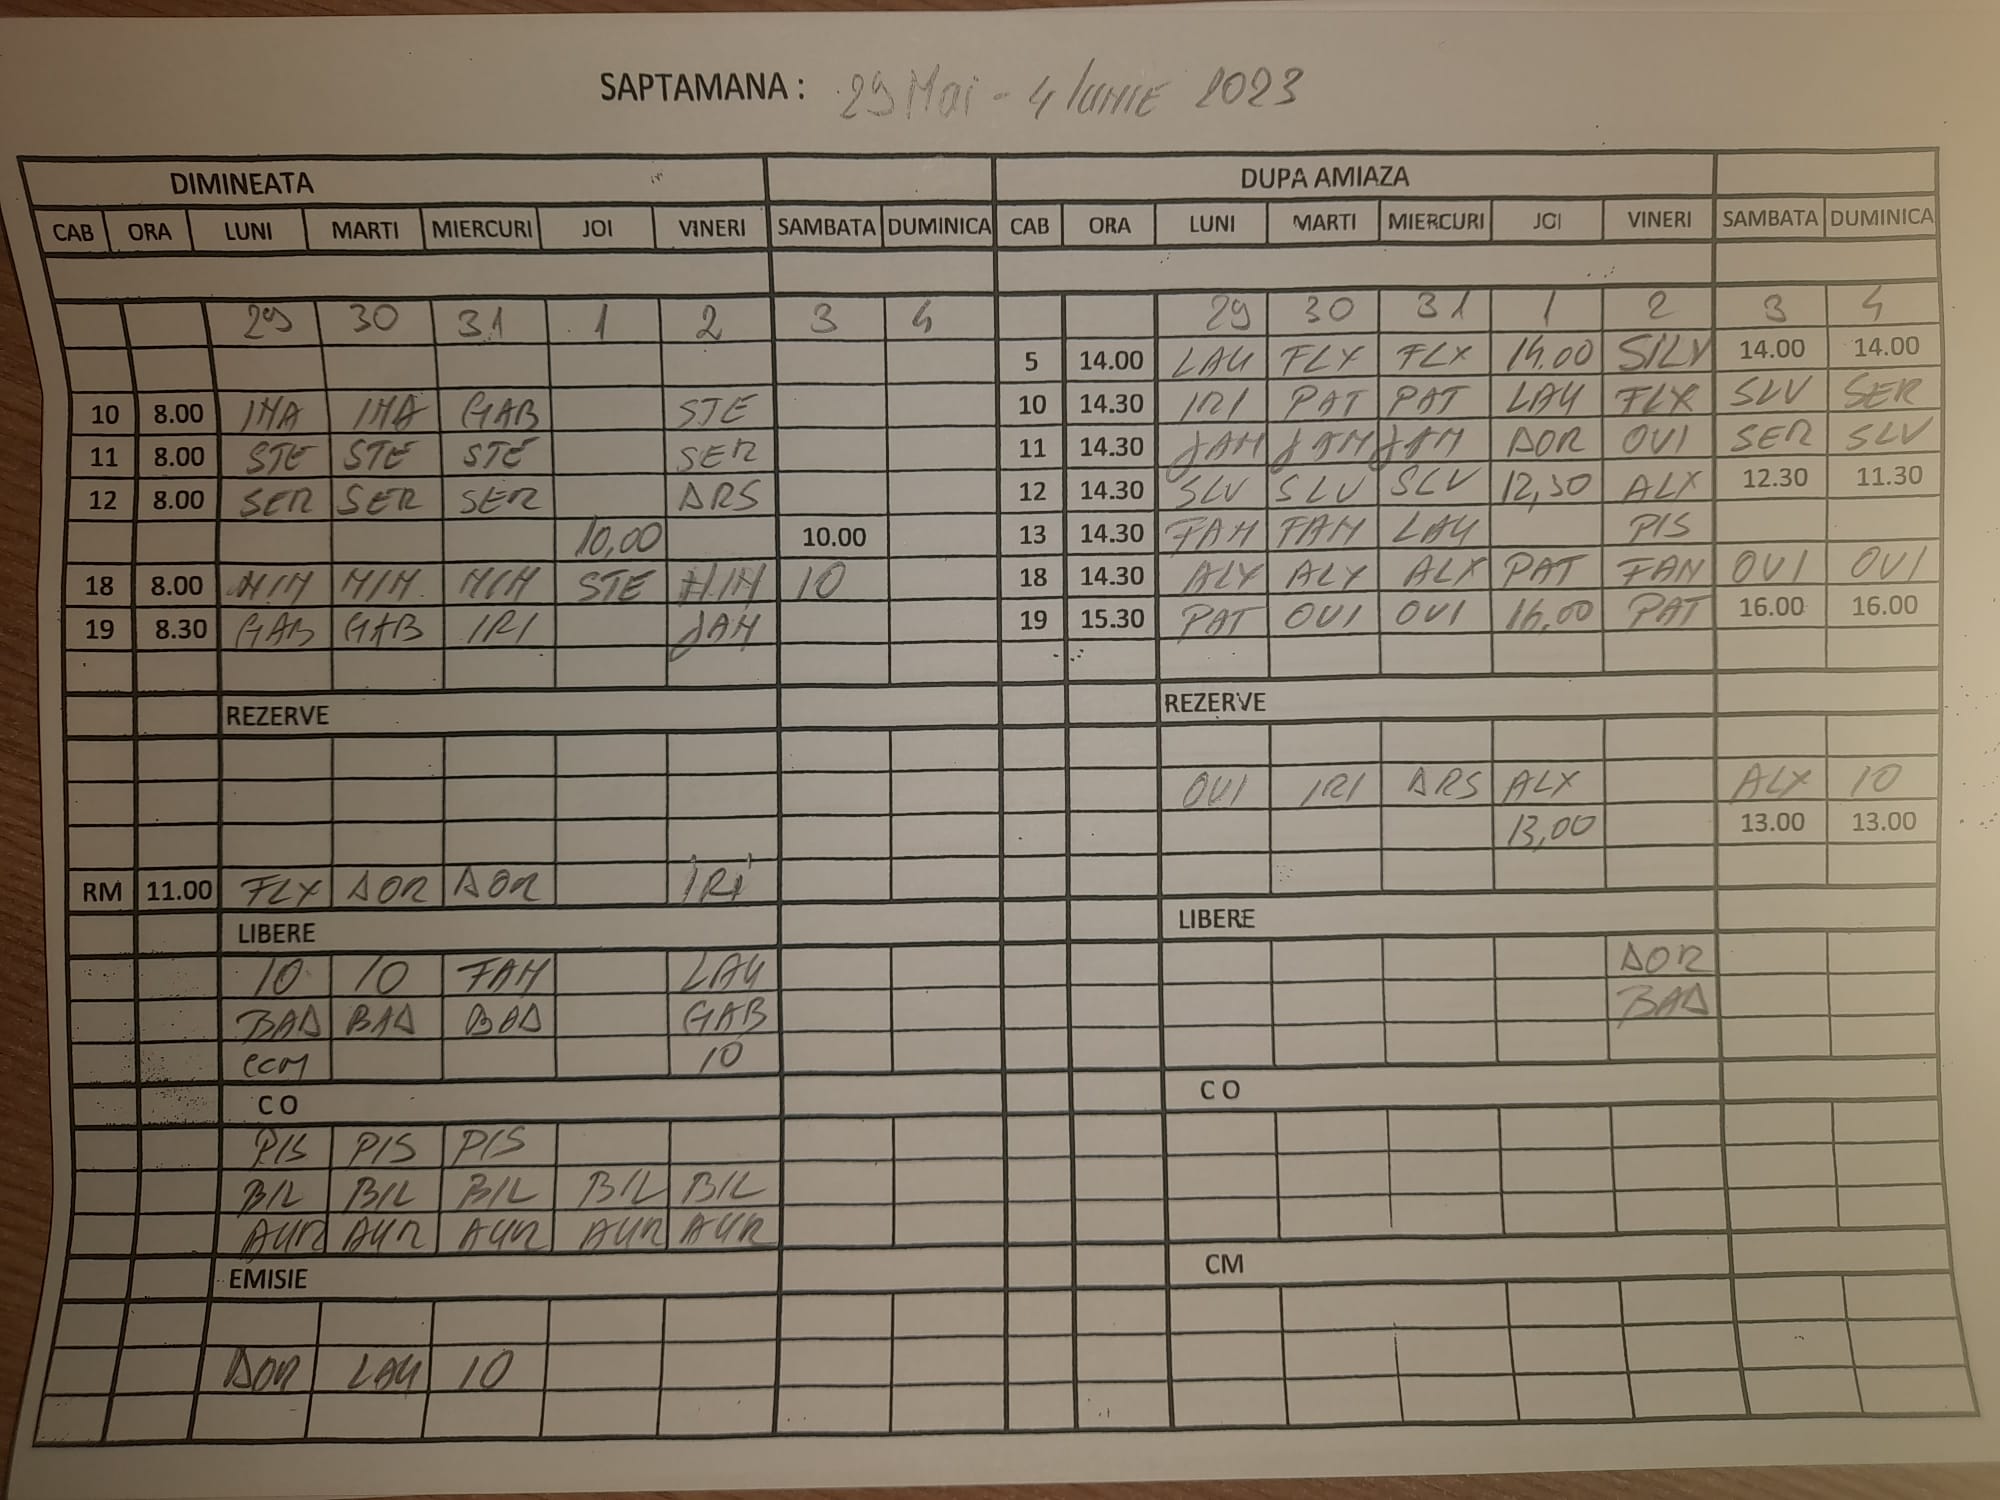 SAPTAMANA : 29 Mai - 4 Iunie 2023
DIMINEATA DUPA AMIAZA
CAB ORA LUNI MARTI MIERCURI JOI VINERI SAMBATA DUMINICA CAB ORA LUNI MARTI MIERCURI JOI VINERI SAMBATA DUMINICA
29 30 31 1 2 3 4 29 30 31 1 2 3 4
5 14.00 LAU FLX FLX 14.00 SILV 14.00 14.00
10 8.00 IMA IMA GAB STE 10 14.30 IRI PAT PAT LAU FLX SLV SER
11 8.00 STE STE STE SER 11 14.30 JAM JAM JAM DOR OVI SER SLV
12 8.00 SER SER SER DRS 12 14.30 SLV SLV SLV 12,30 ALX 12.30 11.30
10,00 10.00 13 14.30 FAM FAM LAU PIS
18 8.00 MIM MIM MIM STE MIM 10 18 14.30 ALX ALX ALX PAT FAM OVI OVI
19 8.30 GAB GAB IRI JAM 19 15.30 PAT OVI OVI 16,00 PAT 16.00 16.00
REZERVE REZERVE
OVI IRI DRS ALX ALX 10
13,00 13.00 13.00
RM 11.00 FLX DOR DOR IRI
LIBERE LIBERE
10 10 FAM LAU DOR
BAD BAD BAD GAB BAD
CCM 10
C O C O
PIS PIS PIS
BIL BIL BIL BIL BIL
AUR AUR AUR AUR AUR
EMISIE CM
DOR LAU 10